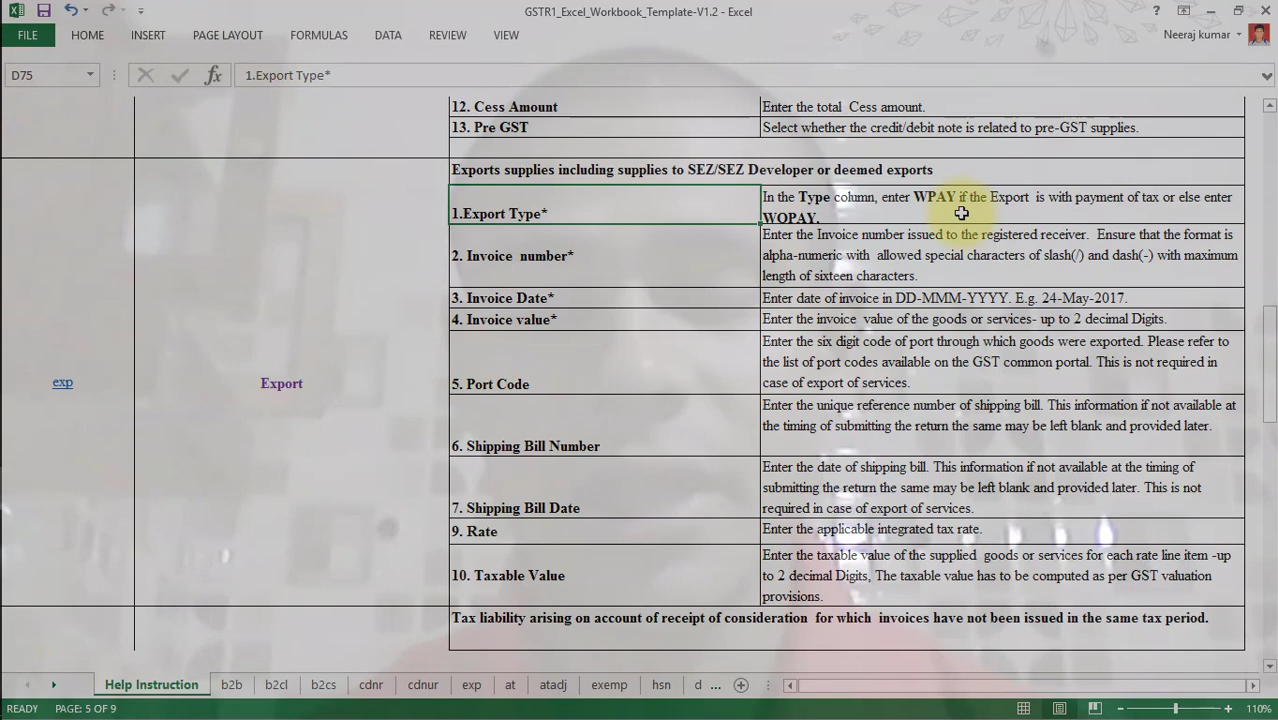 GSTR1_Excel_Workbook_Template-V1.2 - Excel
?
FILE HOME INSERT PAGE LAYOUT FORMULAS DATA REVIEW VIEW
Neeraj kumar
D75
fx
1.Export Type*
12. Cess Amount
Enter the total Cess amount.
13. Pre GST
Select whether the credit/debit note is related to pre-GST supplies.
Exports supplies including supplies to SEZ/SEZ Developer or deemed exports
1.Export Type*
In the Type column, enter WPAY if the Export is with payment of tax or else enter
WOPAY.
2. Invoice number*
Enter the Invoice number issued to the registered receiver. Ensure that the format is
alpha-numeric with allowed special characters of slash(/) and dash(-) with maximum
length of sixteen characters.
3. Invoice Date*
Enter date of invoice in DD-MMM-YYYY. E.g. 24-May-2017.
4. Invoice value*
Enter the invoice value of the goods or services- up to 2 decimal Digits.
exp
Export
5. Port Code
Enter the six digit code of port through which goods were exported. Please refer to
the list of port codes available on the GST common portal. This is not required in
case of export of services.
6. Shipping Bill Number
Enter the unique reference number of shipping bill. This information if not available at
the timing of submitting the return the same may be left blank and provided later.
7. Shipping Bill Date
Enter the date of shipping bill. This information if not available at the timing of
submitting the return the same may be left blank and provided later. This is not
required in case of export of services.
9. Rate
Enter the applicable integrated tax rate.
10. Taxable Value
Enter the taxable value of the supplied goods or services for each rate line item -up
to 2 decimal Digits, The taxable value has to be computed as per GST valuation
provisions.
Tax liability arising on account of receipt of consideration for which invoices have not been issued in the same tax period.
Help Instruction b2b b2cl b2cs cdnr cdnur exp at atadj exemp hsn d ...
READY PAGE: 5 OF 9
110%